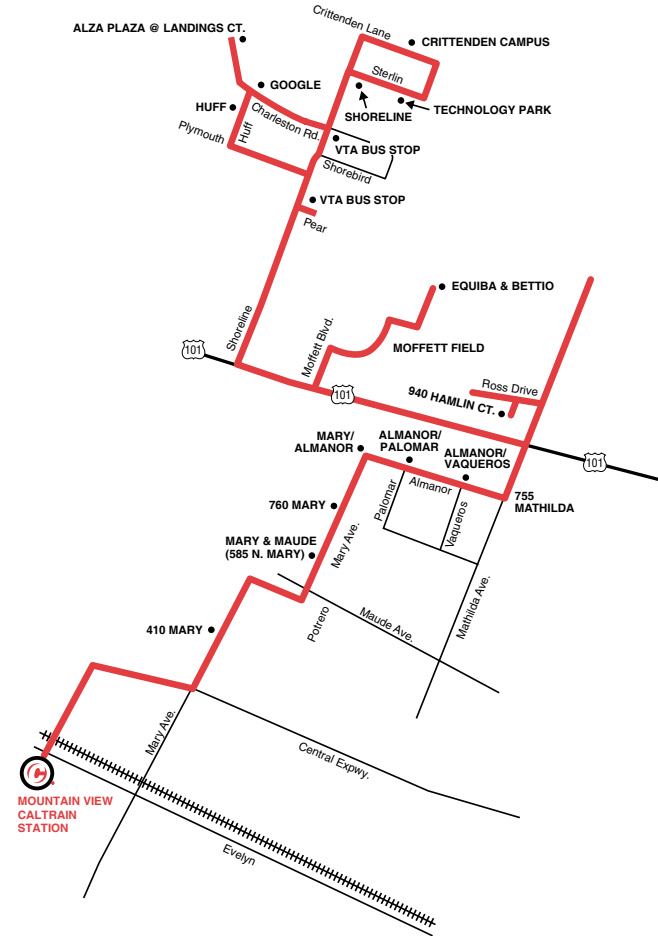 Crittenden Lane
ALZA PLAZA @ LANDINGS CT.
CRITTENDEN CAMPUS
Sterlin
GOOGLE
HUFF
TECHNOLOGY PARK
SHORELINE
Charleston Rd.
Huff
Plymouth
VTA BUS STOP
Shorebird
VTA BUS STOP
Pear
EQUIBA & BETTIO
Shoreline
Moffett Blvd.
MOFFETT FIELD
101
Ross Drive
101
940 HAMLIN CT.
MARY/
ALMANOR
ALMANOR/
PALOMAR
ALMANOR/
VAQUEROS
101
Palomar
Almanor
755
MATHILDA
760 MARY
Vaqueros
Mary Ave.
MARY & MAUDE
(585 N. MARY)
Potrero
Maude Ave.
Mathilda Ave.
410 MARY
Mary Ave.
Central Expwy.
C
MOUNTAIN VIEW
CALTRAIN
STATION
Evelyn